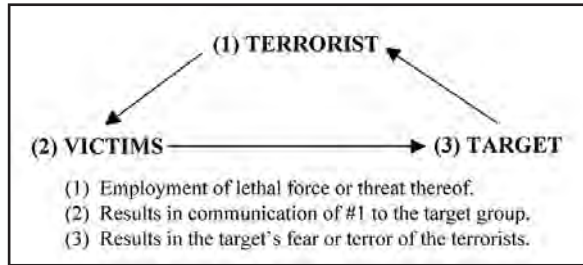 (1) TERRORIST
(2) VICTIMS
(3) TARGET
(1) Employment of lethal force or threat thereof.
(2) Results in communication of #1 to the target group.
(3) Results in the target's fear or terror of the terrorists.